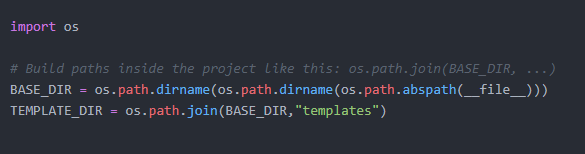 import os
# Build paths inside the project like this: os.path.join(BASE_DIR, ...)
BASE_DIR = os.path.dirname(os.path.dirname(os.path.abspath(__file__)))
TEMPLATE_DIR = os.path.join(BASE_DIR,"templates")